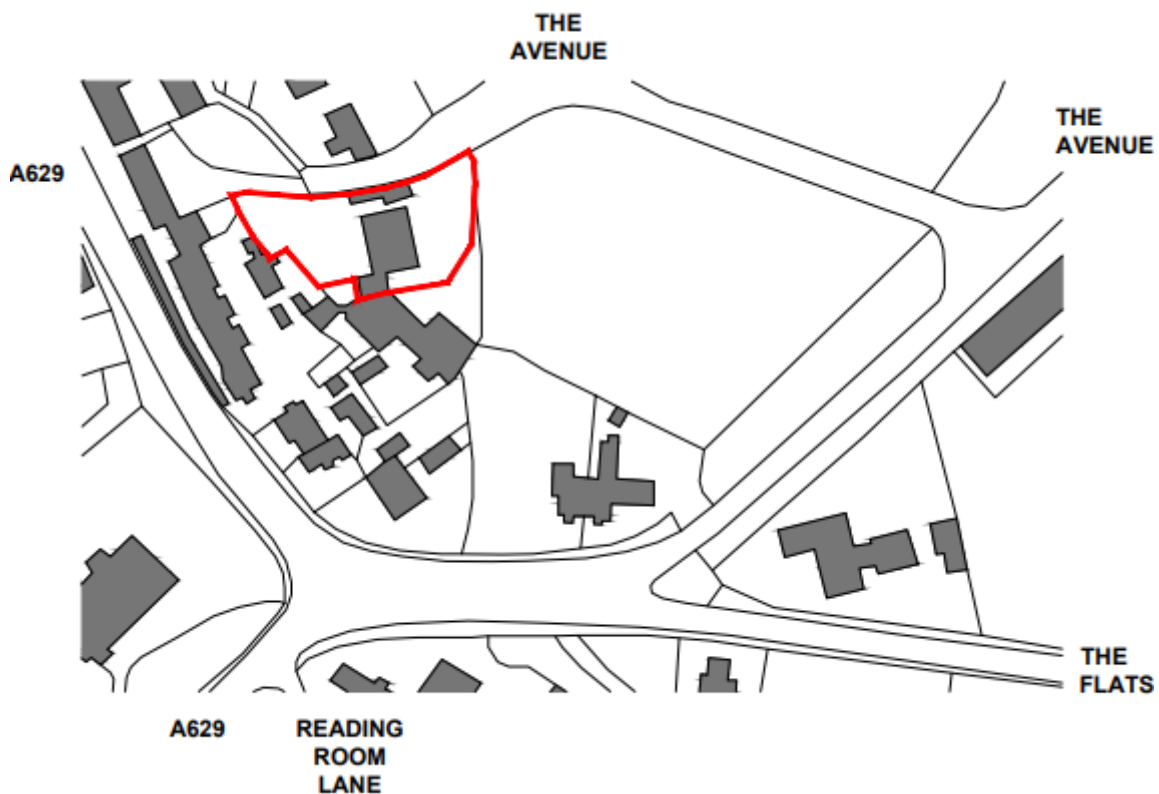 THE
AVENUE
THE
AVENUE
A629
THE
FLATS
A629
READING
ROOM
LANE